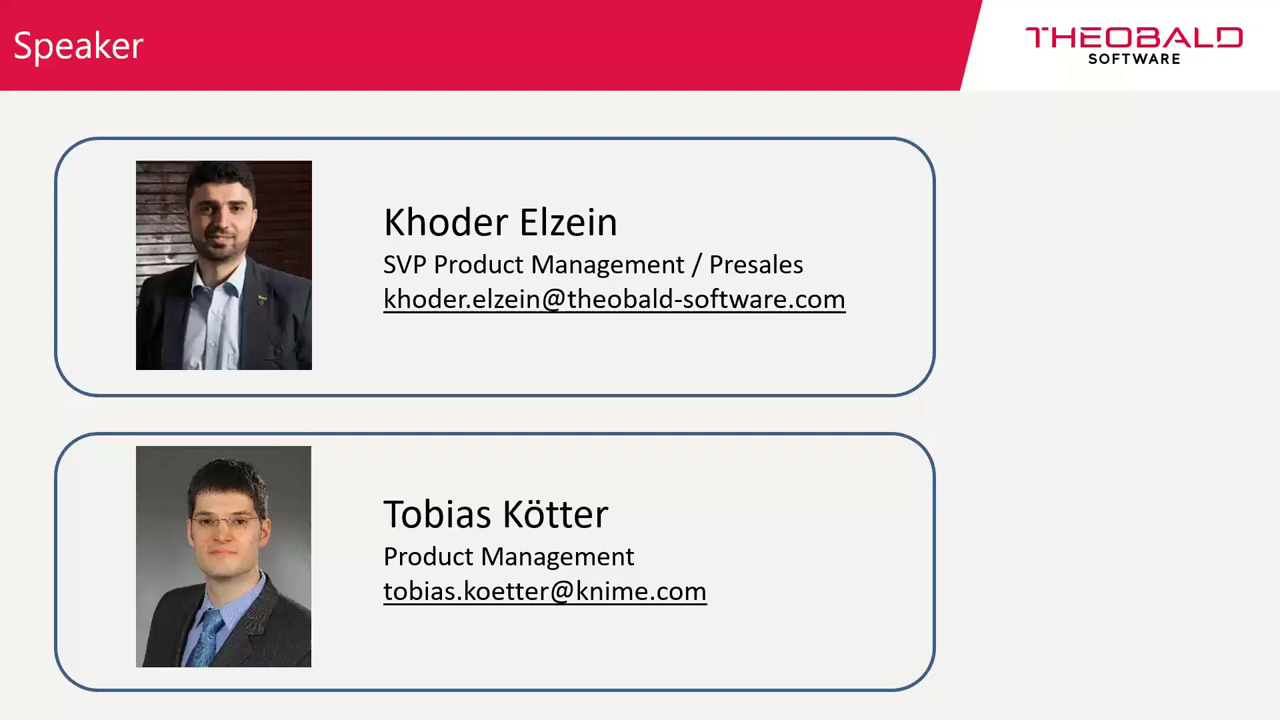 Speaker
THEOBALD
SOFTWARE
Khoder Elzein
SVP Product Management / Presales
khoder.elzein@theobald-software.com
Tobias Kötter
Product Management
tobias.koetter@knime.com